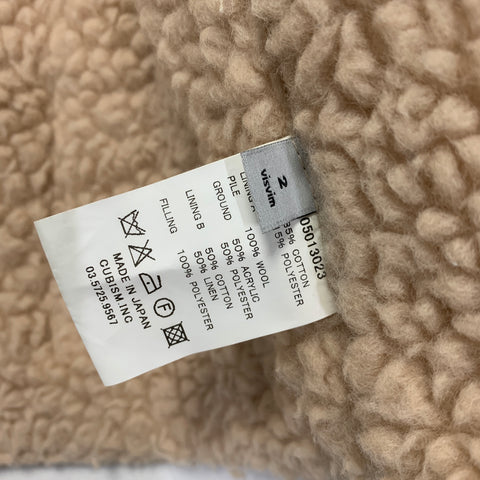 2
visvim
05013023
85% COTTON
15% POLYESTER
LINING A
PILE 100% WOOL
GROUND 50% ACRYLIC
50% POLYESTER
LINING B 50% COTTON
50% LINEN
FILLING 100% POLYESTER
F
MADE IN JAPAN
CUBISM INC
03.5725.9567